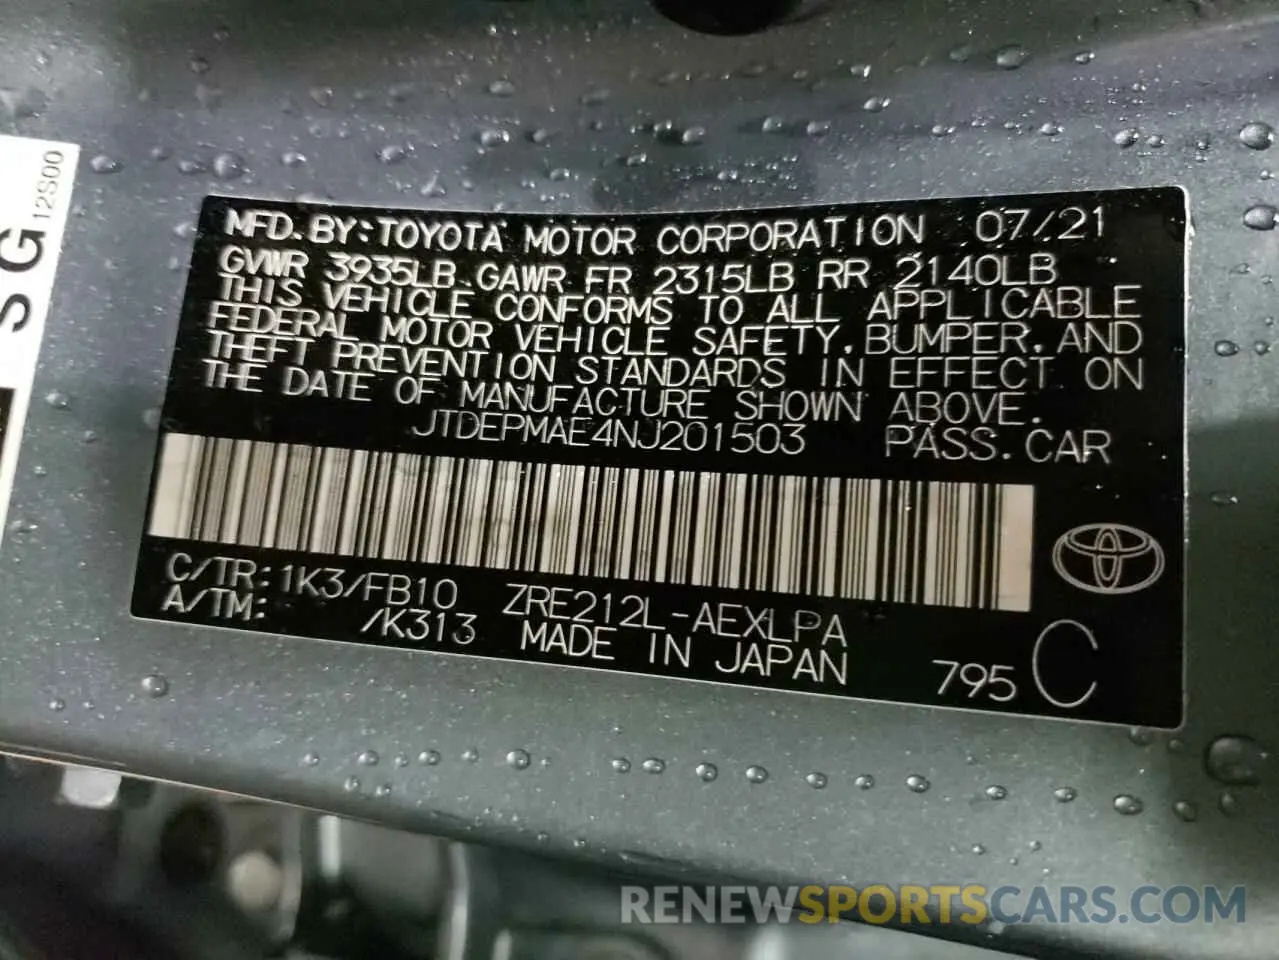 SG
12S00
MFD. BY: TOYOTA MOTOR CORPORATION 07/21
GVWR 3935LB GAWR FR 2315LB RR 2140LB
THIS VEHICLE CONFORMS TO ALL APPLICABLE
FEDERAL MOTOR VEHICLE SAFETY, BUMPER, AND
THEFT PREVENTION STANDARDS IN EFFECT ON
THE DATE OF MANUFACTURE SHOWN ABOVE.
JTDEPMAE4NJ201503 PASS. CAR
C/TR: 1K3/FB10 ZRE212L-AEXLPA
A/TM: /K313 MADE IN JAPAN 795 C
RENEWSPORTSCARS.COM